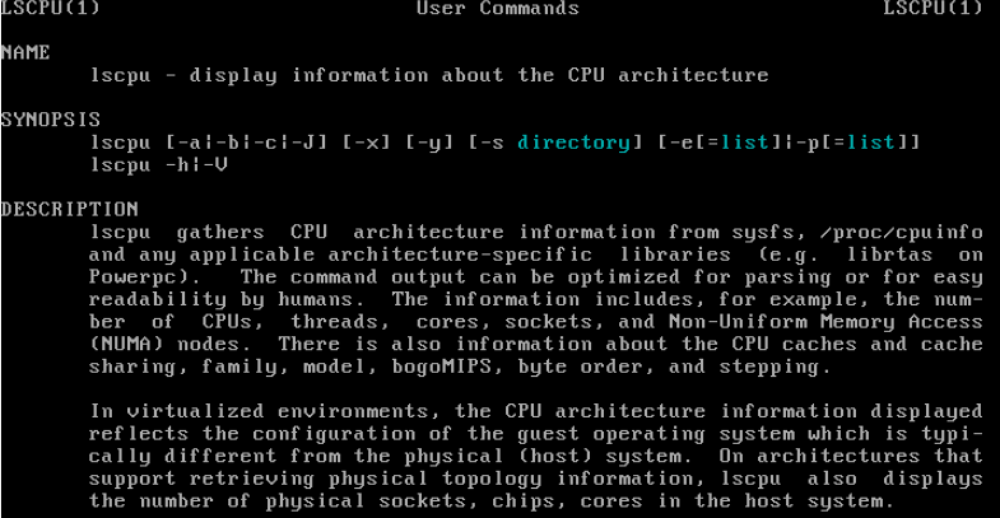 LSCPU(1) User Commands LSCPU(1)
NAME
lscpu - display information about the CPU architecture
SYNOPSIS
lscpu [-a|-b|-c|-J] [-x] [-y] [-s directory] [-e[=list]|-p[=list]]
lscpu -h|-V
DESCRIPTION
lscpu gathers CPU architecture information from sysfs, /proc/cpuinfo
and any applicable architecture-specific libraries (e.g. librtas on
Powerpc). The command output can be optimized for parsing or for easy
readability by humans. The information includes, for example, the num-
ber of CPUs, threads, cores, sockets, and Non-Uniform Memory Access
(NUMA) nodes. There is also information about the CPU caches and cache
sharing, family, model, bogoMIPS, byte order, and stepping.
In virtualized environments, the CPU architecture information displayed
reflects the configuration of the guest operating system which is typi-
cally different from the physical (host) system. On architectures that
support retrieving physical topology information, lscpu also displays
the number of physical sockets, chips, cores in the host system.